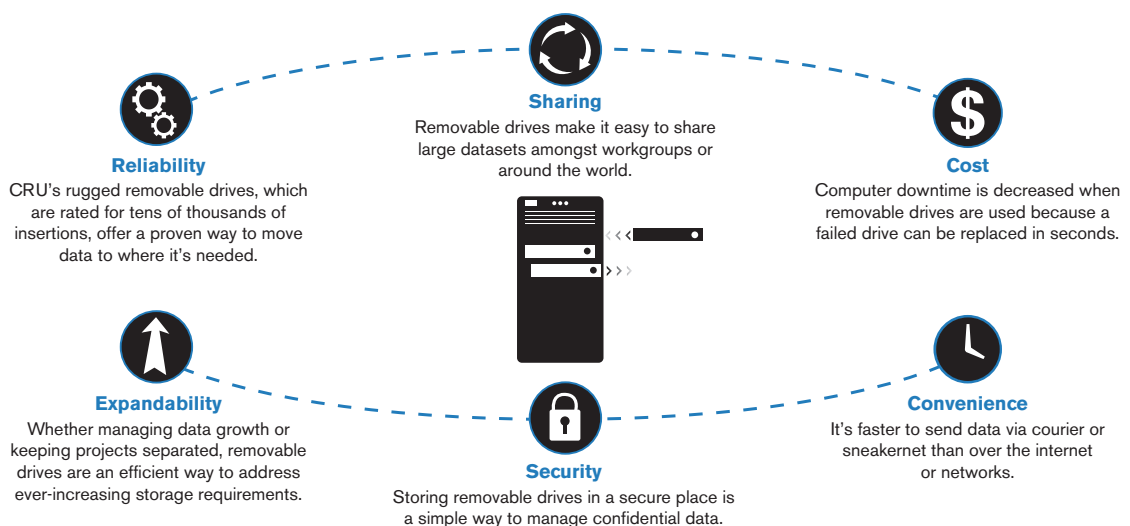 Sharing
Removable drives make it easy to share
large datasets amongst workgroups or
around the world.
Reliability
CRU's rugged removable drives, which
are rated for tens of thousands of
insertions, offer a proven way to move
data to where it's needed.
$
Cost
Computer downtime is decreased when
removable drives are used because a
failed drive can be replaced in seconds.
Expandability
Whether managing data growth or
keeping projects separated, removable
drives are an efficient way to address
ever-increasing storage requirements.
Security
Storing removable drives in a secure place is
a simple way to manage confidential data.
Convenience
It's faster to send data via courier or
sneakernet than over the internet
or networks.